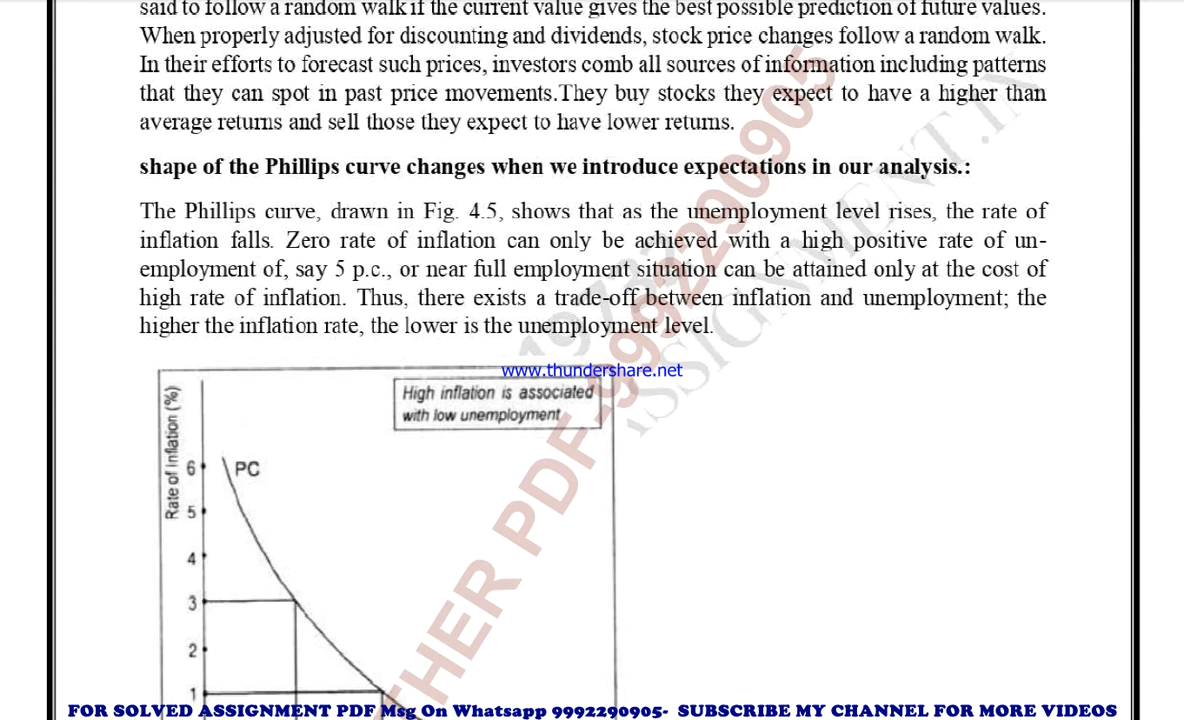 said to follow a random walk if the current value gives the best possible prediction of future values.
When properly adjusted for discounting and dividends, stock price changes follow a random walk.
In their efforts to forecast such prices, investors comb all sources of information including patterns
that they can spot in past price movements.They buy stocks they expect to have a higher than
average returns and sell those they expect to have lower returns.
shape of the Phillips curve changes when we introduce expectations in our analysis.:
The Phillips curve, drawn in Fig. 4.5, shows that as the unemployment level rises, the rate of
inflation falls. Zero rate of inflation can only be achieved with a high positive rate of un-
employment of, say 5 p.c., or near full employment situation can be attained only at the cost of
high rate of inflation. Thus, there exists a trade-off between inflation and unemployment; the
higher the inflation rate, the lower is the unemployment level.
www.thundershare.net
High inflation is associated
with low unemployment
Rate of Inflation (%)
6
PC
5
4
3
2
1
THER PDF-9992290905
ASSIGNMENT.IN
FOR SOLVED ASSIGNMENT PDF Msg On Whatsapp 9992290905- SUBSCRIBE MY CHANNEL FOR MORE VIDEOS